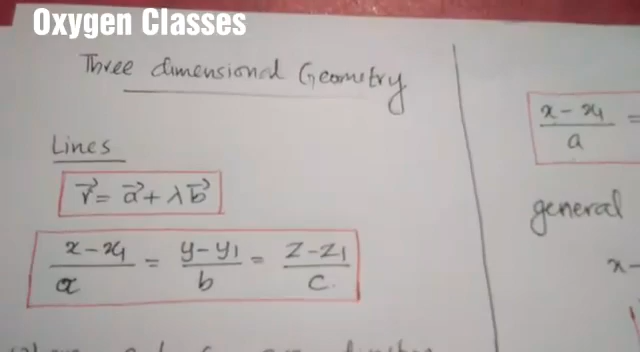 Oxygen Classes
Three dimensional Geometry
Lines
r⃗ = a⃗ + λb⃗
(x - x₁)/a = (y - y₁)/b = (z - z₁)/c
(x - x₁)/a =
general
x -